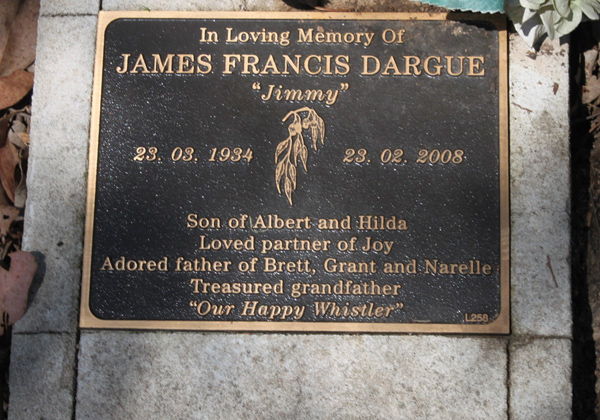 In Loving Memory Of
JAMES FRANCIS DARGUE
“Jimmy”
23. 03. 1934 23. 02. 2008
Son of Albert and Hilda
Loved partner of Joy
Adored father of Brett, Grant and Narelle
Treasured grandfather
“Our Happy Whistler”
L258